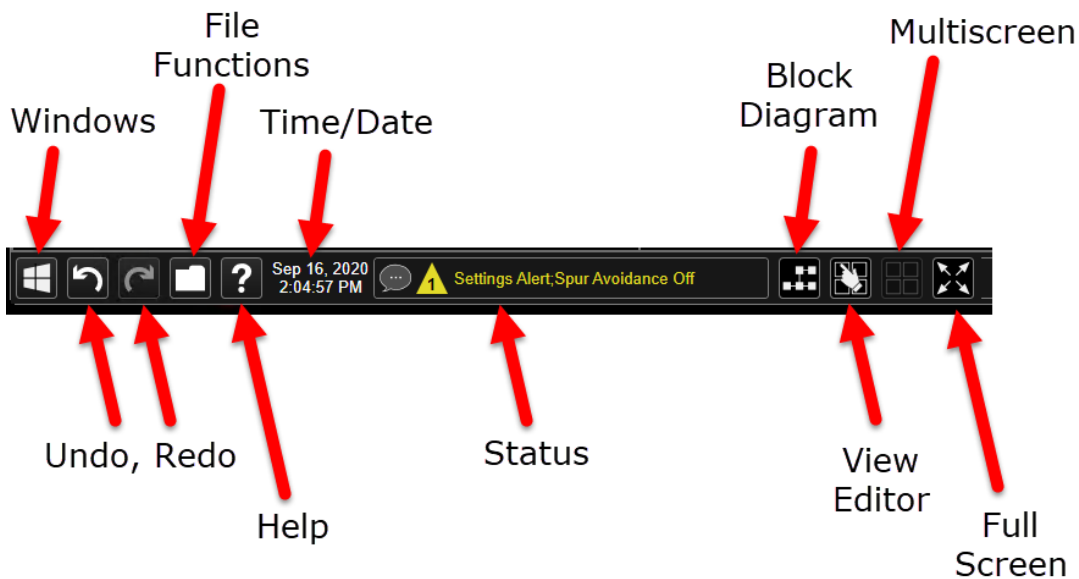 File
Functions
Multiscreen
Block
Diagram
Windows
Time/Date
?
Sep 16, 2020
2:04:57 PM
1
Settings Alert;Spur Avoidance Off
Undo, Redo
Status
View
Editor
Help
Full
Screen